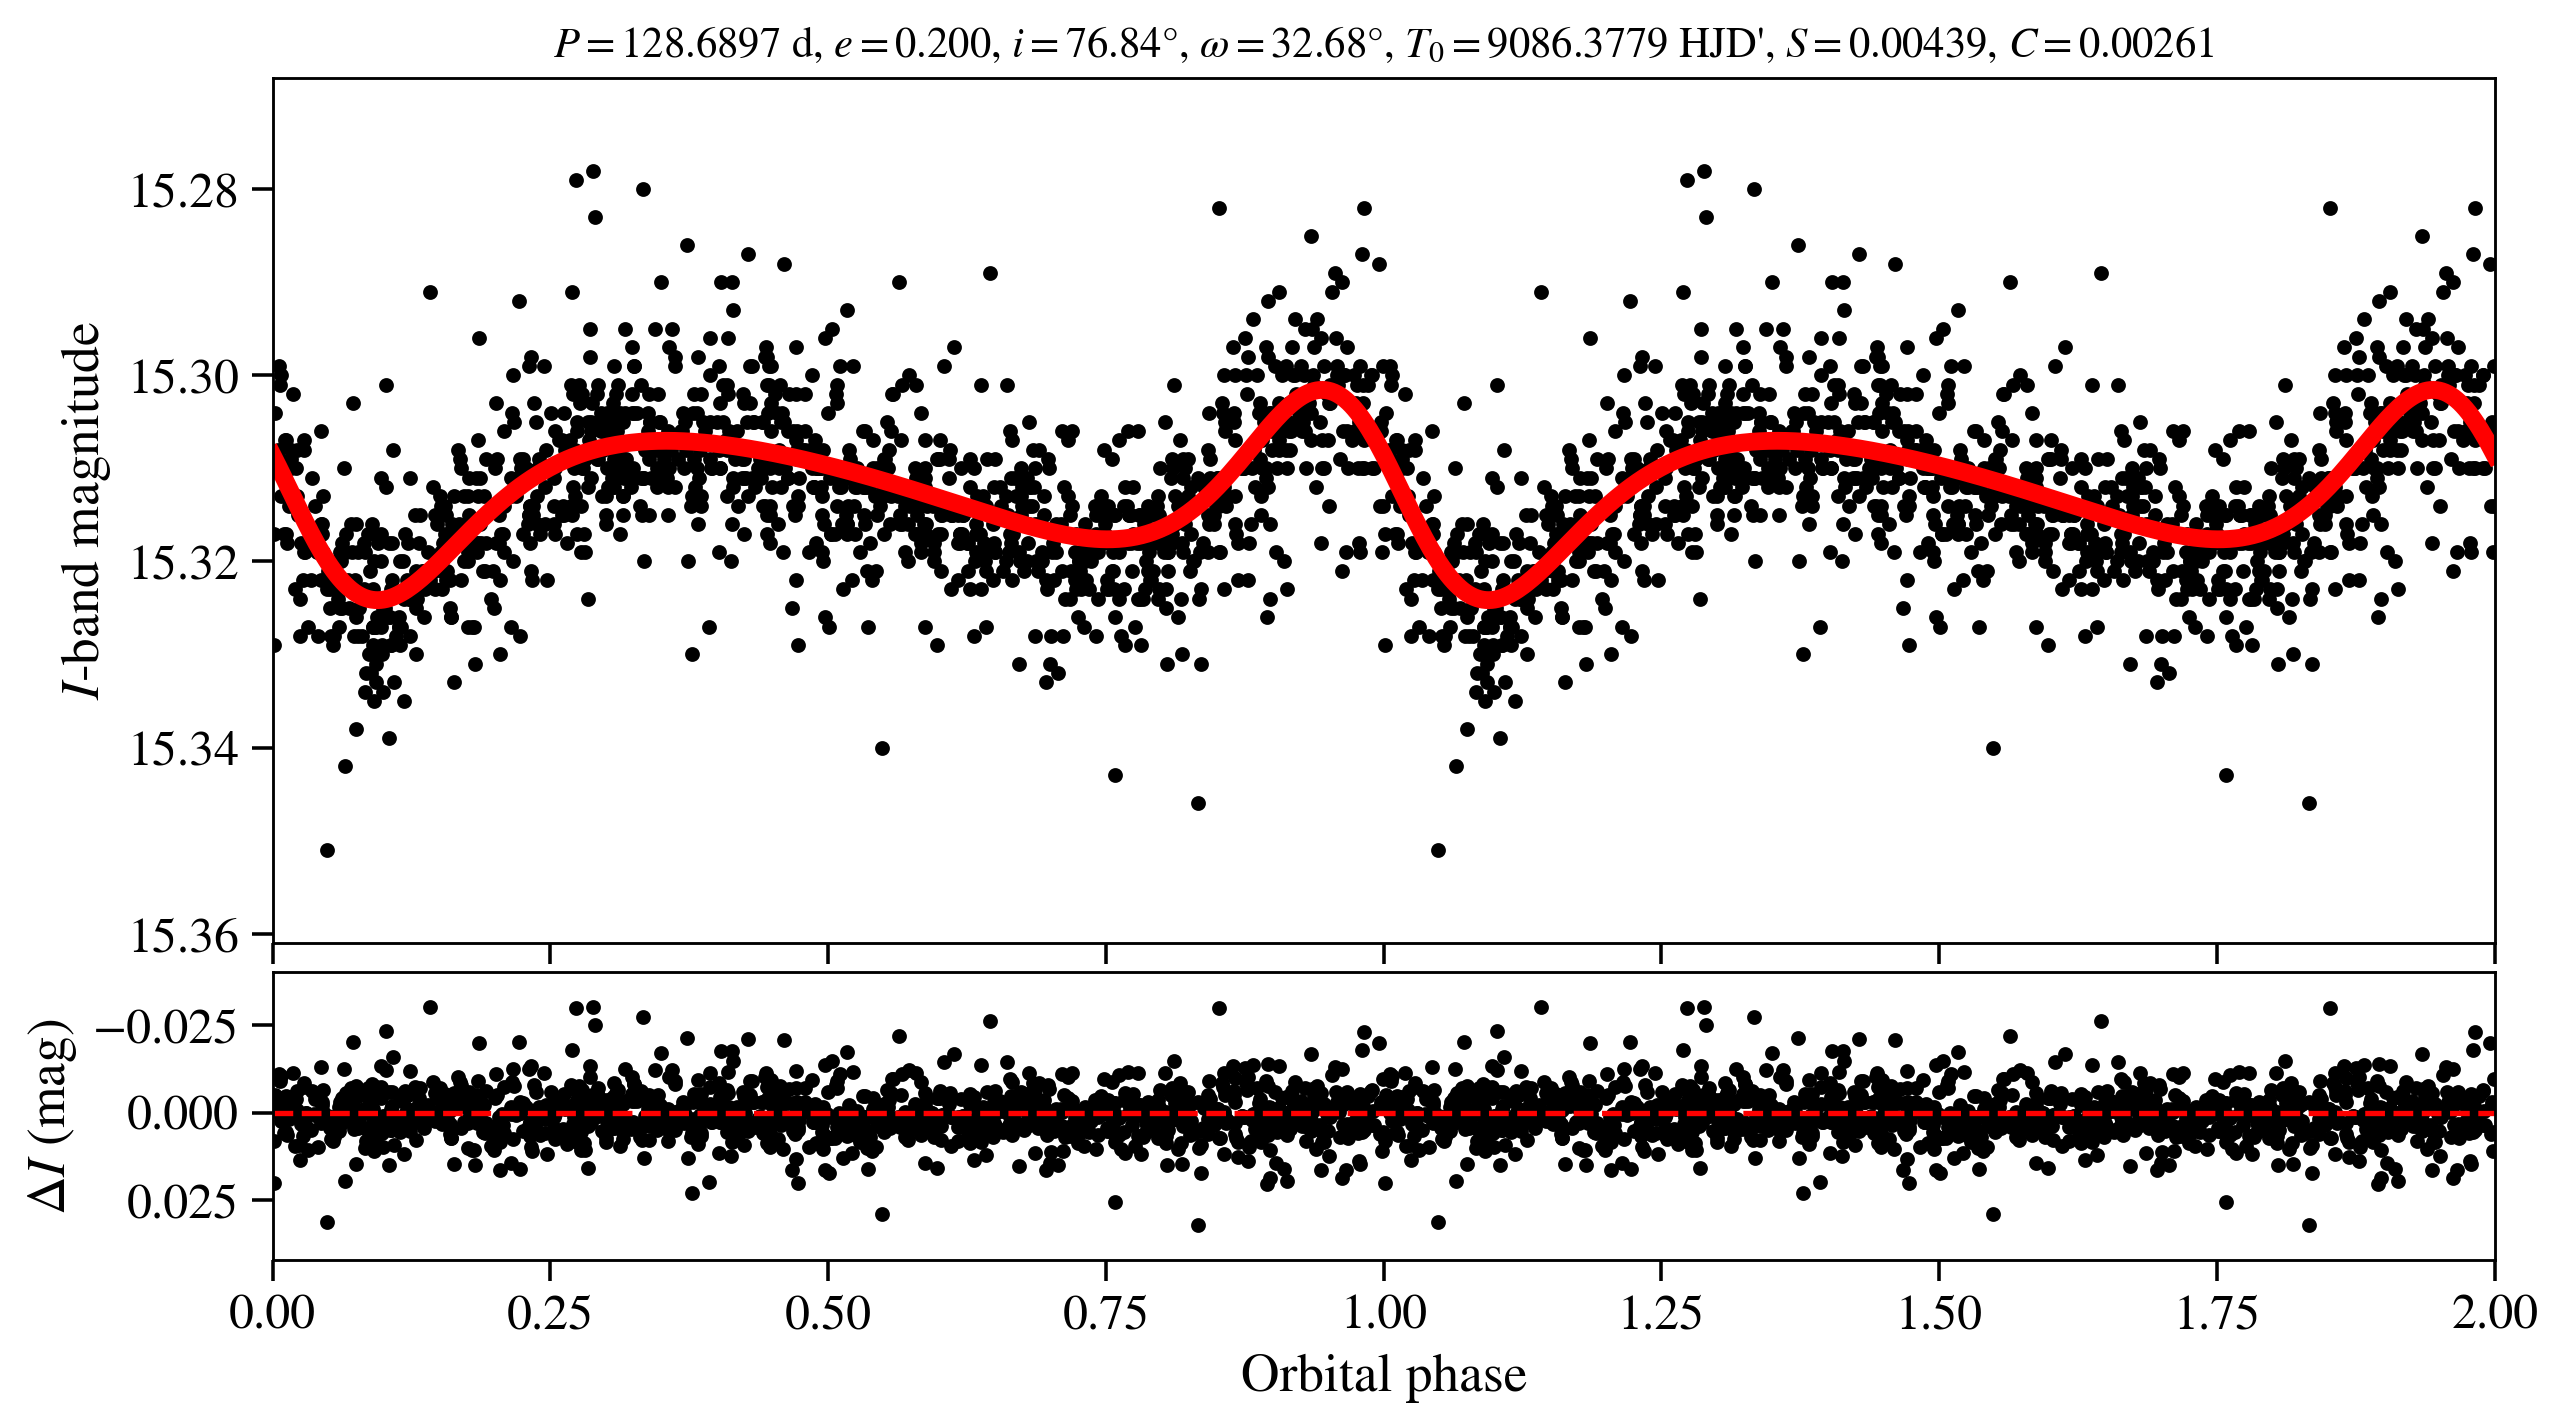 P = 128.6897 d, e = 0.200, i = 76.84°, ω = 32.68°, T₀ = 9086.3779 HJD', S = 0.00439, C = 0.00261
I-band magnitude
15.28
15.30
15.32
15.34
15.36
ΔI (mag)
−0.025
0.000
0.025
0.00 0.25 0.50 0.75 1.00 1.25 1.50 1.75 2.00
Orbital phase